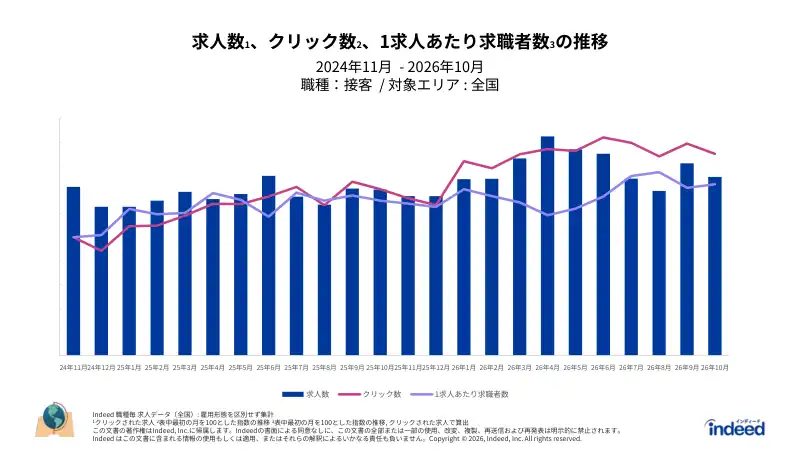 求人数1、クリック数2、1求人あたり求職者数3の推移
2024年11月 - 2026年10月
職種：接客 / 対象エリア : 全国
24年11月 24年12月 25年1月 25年2月 25年3月 25年4月 25年5月 25年6月 25年7月 25年8月 25年9月 25年10月 25年11月 25年12月 26年1月 26年2月 26年3月 26年4月 26年5月 26年6月 26年7月 26年8月 26年9月 26年10月
求人数 クリック数 1求人あたり求職者数
Indeed 職種毎 求人データ（全国）: 雇用形態を区別せず集計
¹クリックされた求人 ²表中最初の月を100とした指数の推移 ³表中最初の月を100とした指数の推移, クリックされた求人で算出
この文書の著作権はIndeed, Inc.に帰属します。Indeedの書面による同意なしに、この文書の全部または一部の使用、改変、複製、再送信および再発表は明示的に禁止されます。
Indeed はこの文書に含まれる情報の使用もしくは適用、またはそれらの解釈によるいかなる責任も負いません。Copyright © 2026, Indeed, Inc. All rights reserved.
インディード
indeed